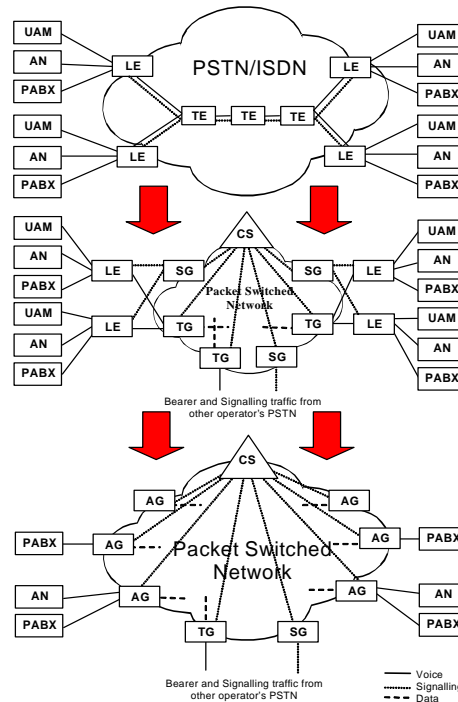 UAM
UAM
AN
LE
PSTN/ISDN
LE
AN
PABX
PABX
TE
TE
TE
UAM
UAM
AN
LE
LE
AN
PABX
PABX
UAM
CS
UAM
AN
LE
SG
SG
LE
AN
PABX
PABX
Packet Switched
Network
UAM
UAM
LE
TG
TG
LE
AN
AN
PABX
TG
SG
PABX
Bearer and Signalling traffic from
other operator's PSTN
CS
AG
AG
PABX
AG
AG
PABX
Packet Switched
Network
AN
AG
AG
AN
PABX
PABX
TG
SG
Bearer and Signalling traffic from
other operator's PSTN
Voice
Signalling
Data